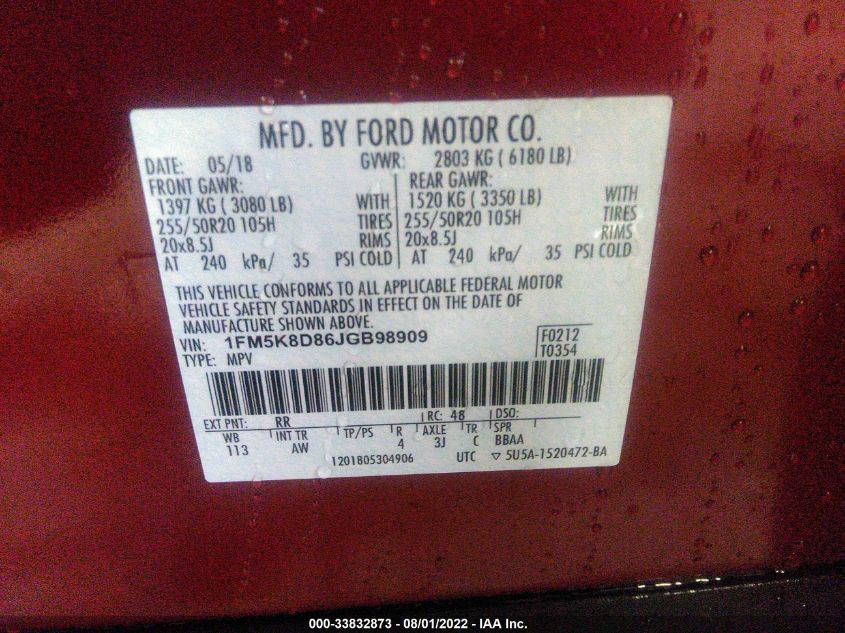 MFD. BY FORD MOTOR CO.
DATE: 05/18 GVWR: 2803 KG ( 6180 LB)
FRONT GAWR: REAR GAWR:
1397 KG ( 3080 LB) WITH 1520 KG ( 3350 LB) WITH
255/50R20 105H TIRES 255/50R20 105H TIRES
20x8.5J RIMS 20x8.5J RIMS
AT 240 kPa/ 35 PSI COLD AT 240 kPa/ 35 PSI COLD
THIS VEHICLE CONFORMS TO ALL APPLICABLE FEDERAL MOTOR
VEHICLE SAFETY STANDARDS IN EFFECT ON THE DATE OF
MANUFACTURE SHOWN ABOVE.
VIN: 1FM5K8D86JGB98909 F0212
TYPE: MPV T0354
EXT PNT: RR RC: 48 DSO:
WB INT TR TP/PS R AXLE TR SPR
113 AW 4 3J C BBAA
1201805304906 UTC ▽ 5U5A-1520472-BA
000-33832873 - 08/01/2022 - IAA Inc.